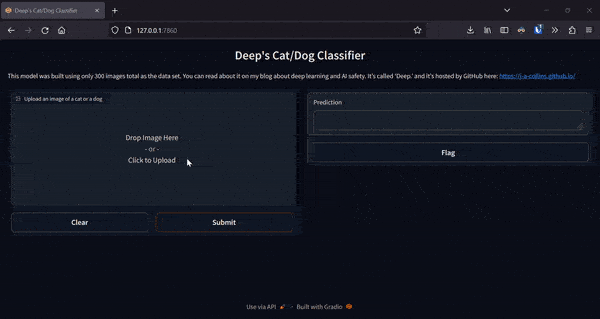 Deep's Cat/Dog Classifier
127.0.0.1:7860
Deep's Cat/Dog Classifier
This model was built using only 300 images total as the data set. You can read about it on my blog about deep learning and AI safety. It's called 'Deep.' and it's hosted by GitHub here: https://j-a-collins.github.io/
Upload an image of a cat or a dog
Drop Image Here
- or -
Click to Upload
Clear
Submit
Prediction
Flag
Use via API · Built with Gradio